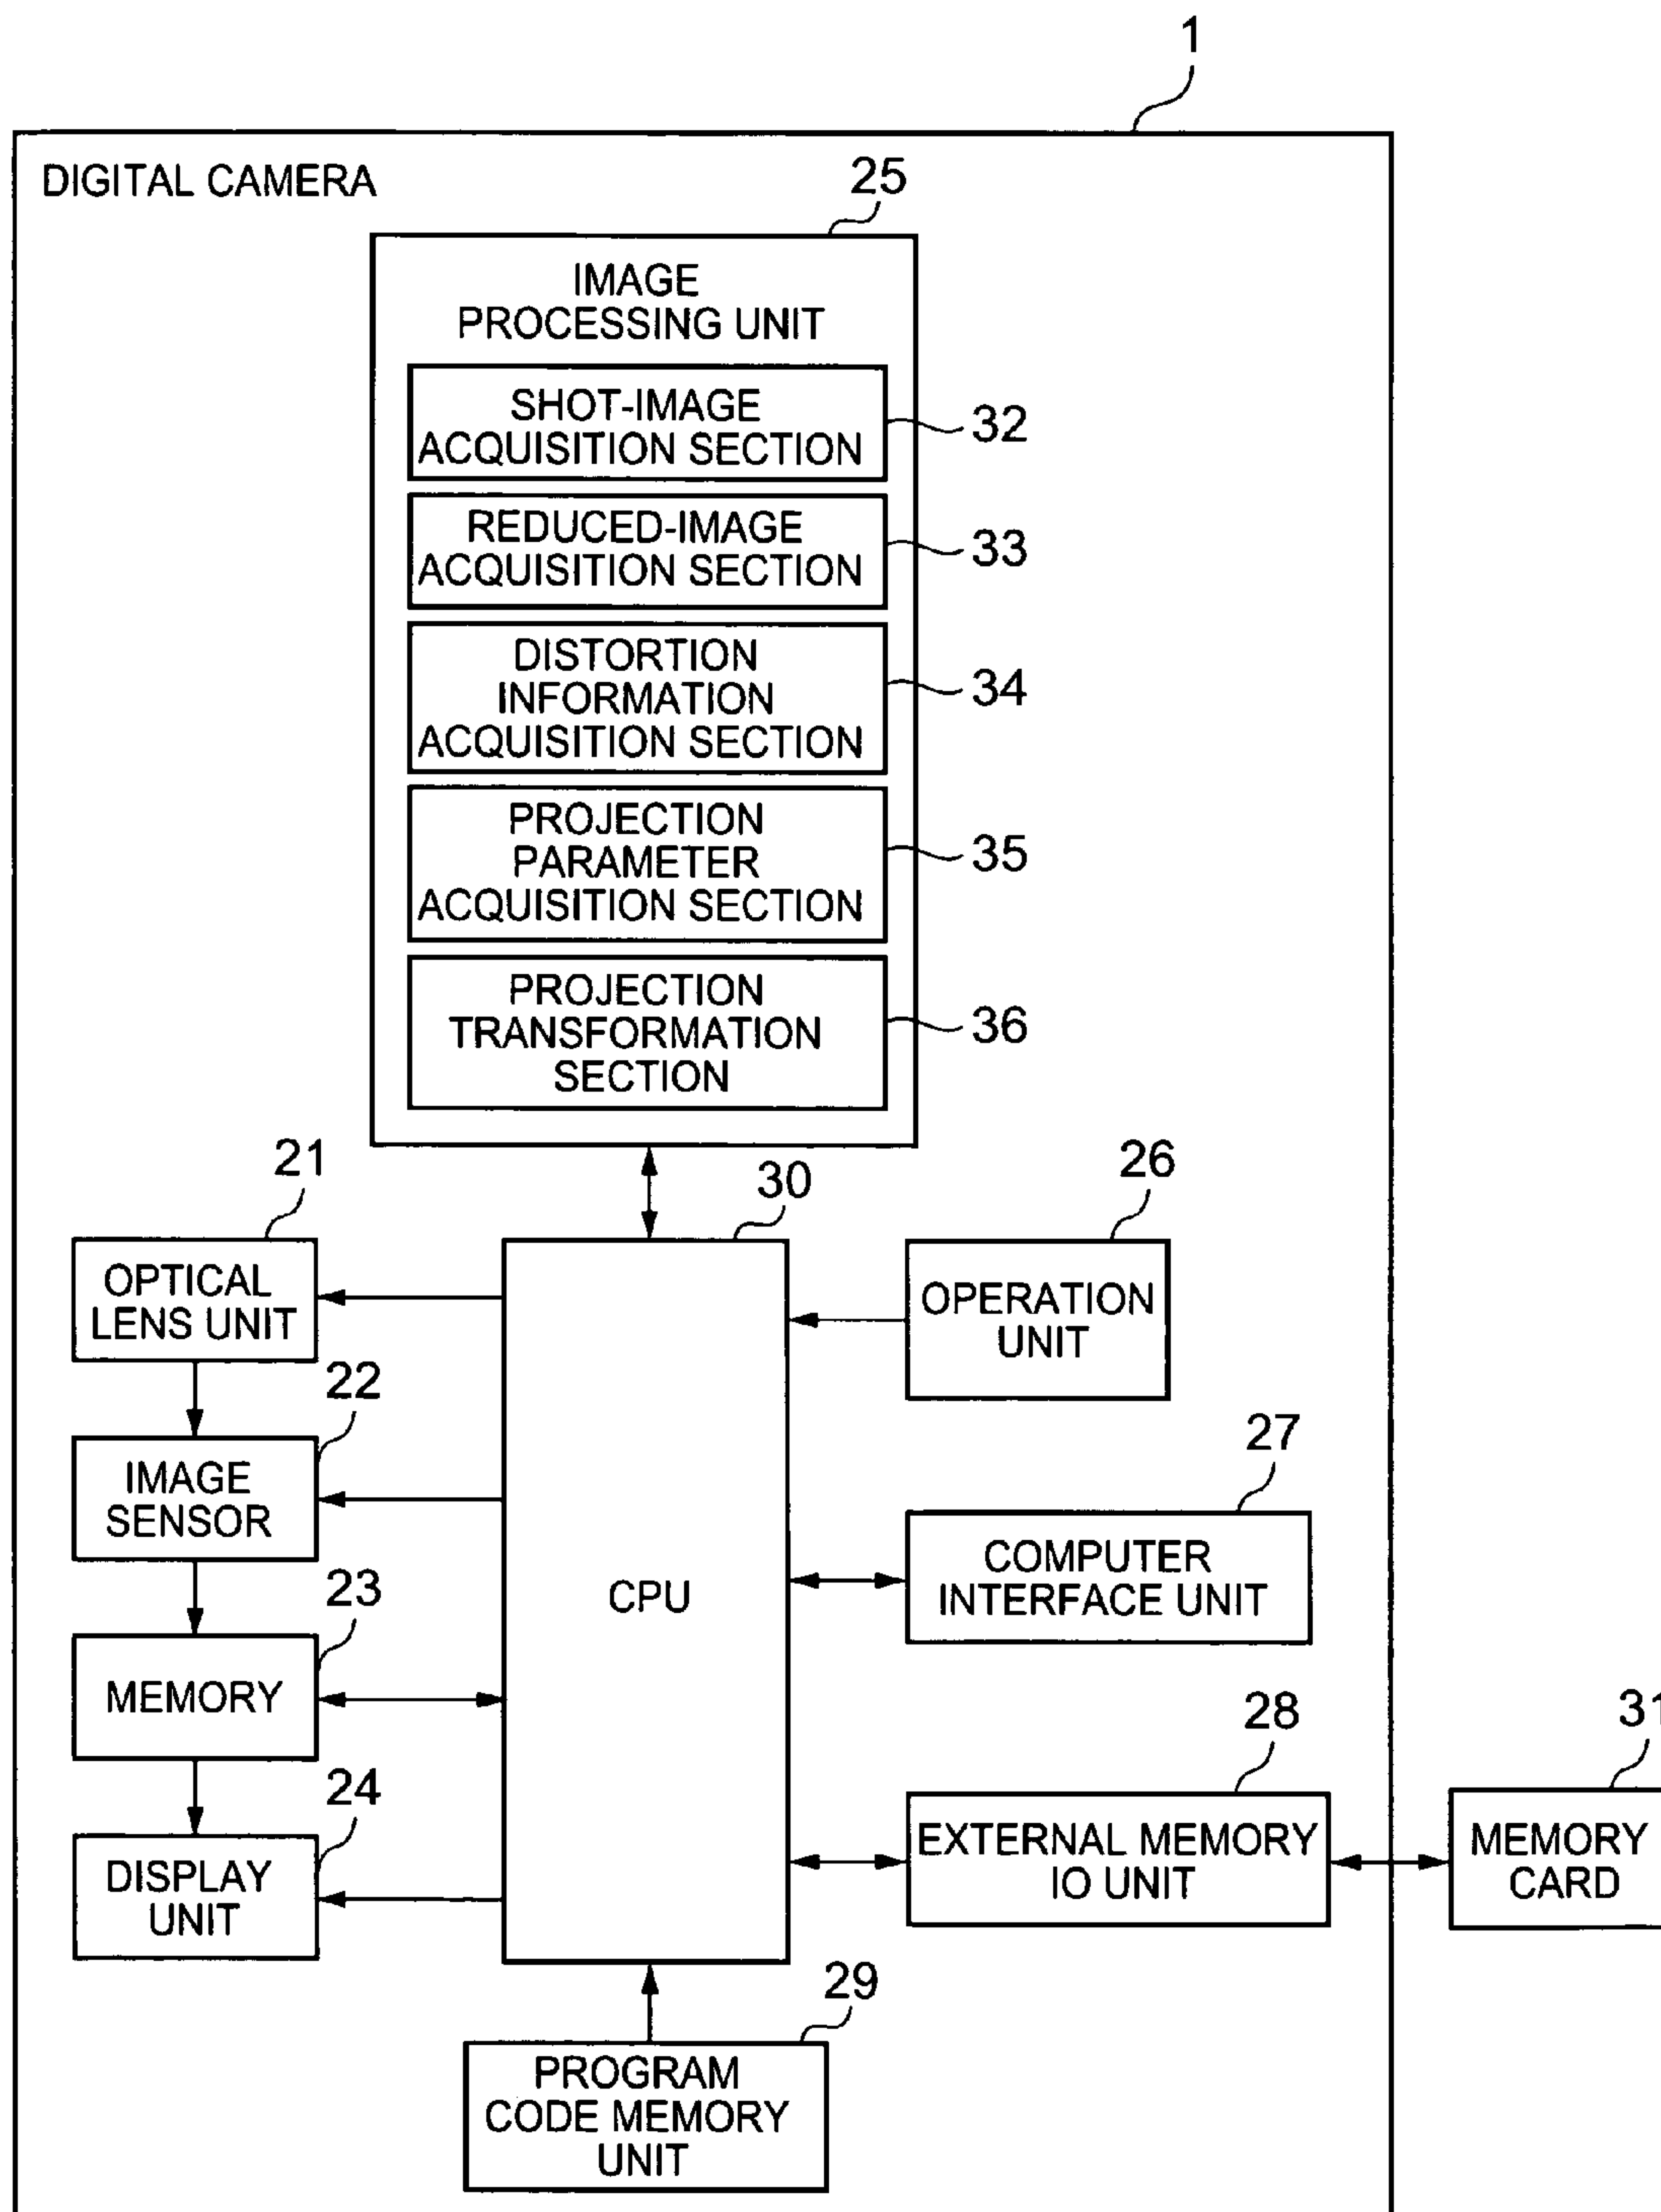 1
DIGITAL CAMERA
25
IMAGE
PROCESSING UNIT
SHOT-IMAGE
ACQUISITION SECTION
32
REDUCED-IMAGE
ACQUISITION SECTION
33
DISTORTION
INFORMATION
ACQUISITION SECTION
34
PROJECTION
PARAMETER
ACQUISITION SECTION
35
PROJECTION
TRANSFORMATION
SECTION
36
21
OPTICAL
LENS UNIT
30
CPU
26
OPERATION
UNIT
22
IMAGE
SENSOR
27
COMPUTER
INTERFACE UNIT
23
MEMORY
28
EXTERNAL MEMORY
IO UNIT
31
MEMORY
CARD
24
DISPLAY
UNIT
29
PROGRAM
CODE MEMORY
UNIT